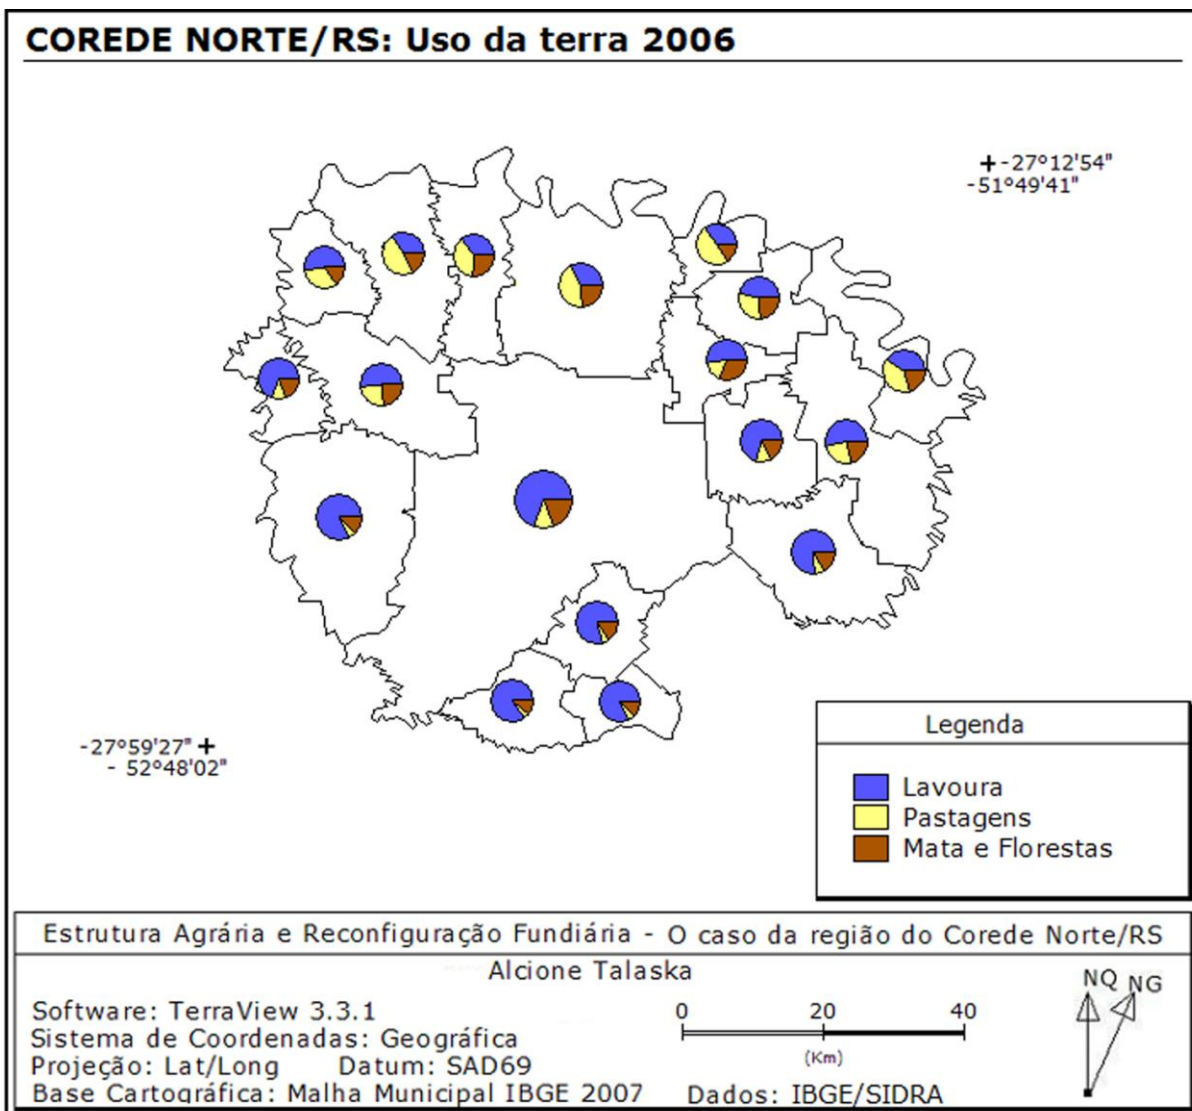 COREDE NORTE/RS: Uso da terra 2006
+-27°12'54"
-51°49'41"
-27°59'27" +
- 52°48'02"
Legenda
Lavoura
Pastagens
Mata e Florestas
Estrutura Agrária e Reconfiguração Fundiária - O caso da região do Corede Norte/RS
Alcione Talaska
Software: TerraView 3.3.1
Sistema de Coordenadas: Geográfica
Projeção: Lat/Long Datum: SAD69
Base Cartográfica: Malha Municipal IBGE 2007 Dados: IBGE/SIDRA
0 20 40
(Km)
NQ NG